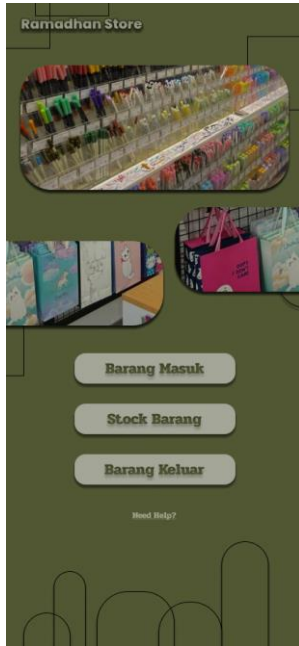 Ramadhan Store
Barang Masuk
Stock Barang
Barang Keluar
Need Help?